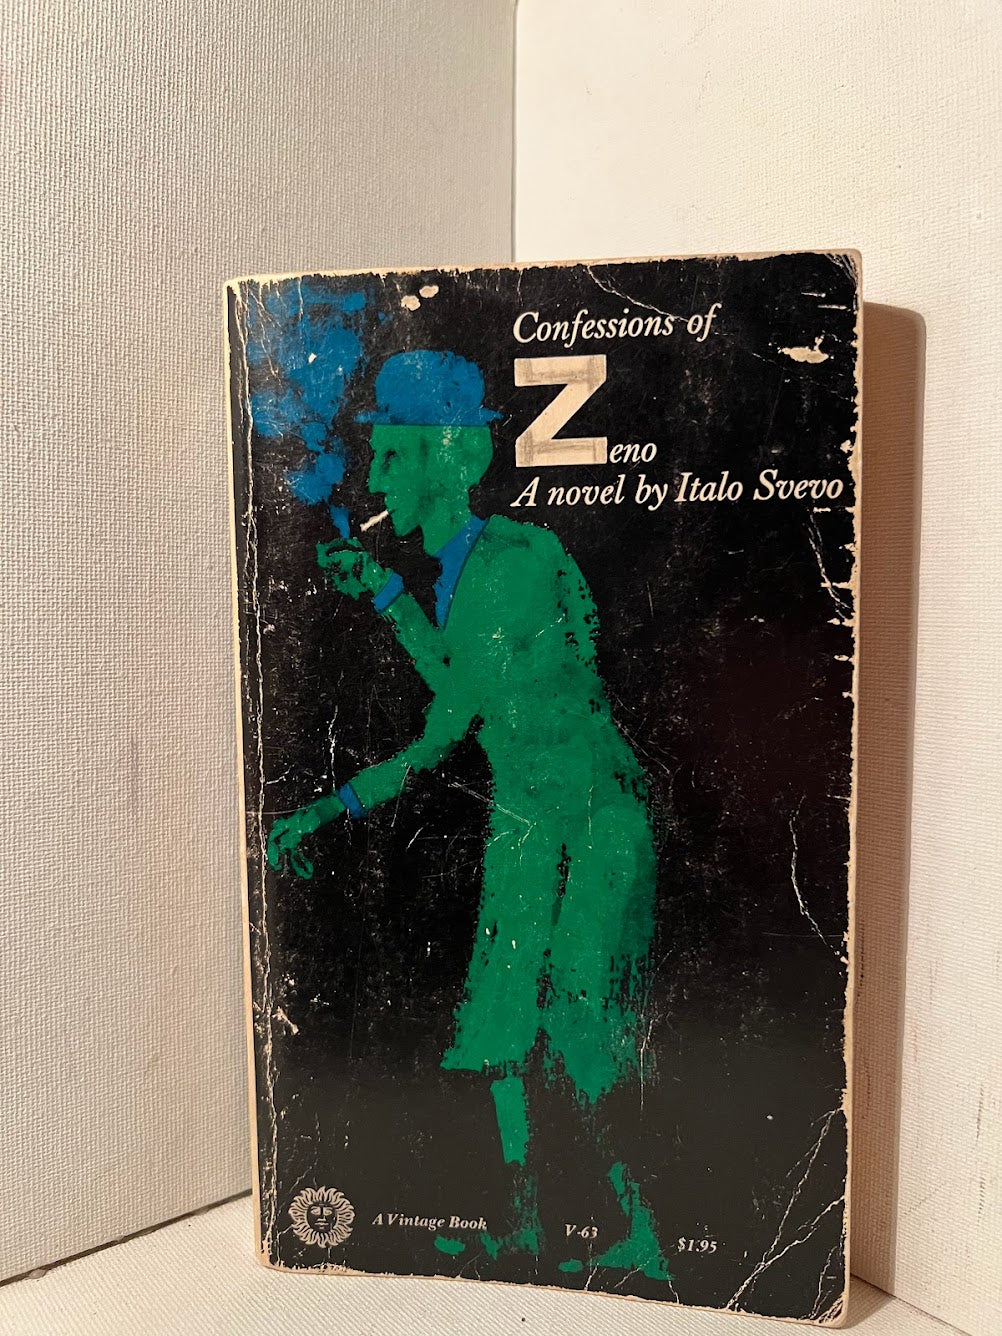 Confessions of
Zeno
A novel by Italo Svevo
A Vintage Book
V-63
$1.95